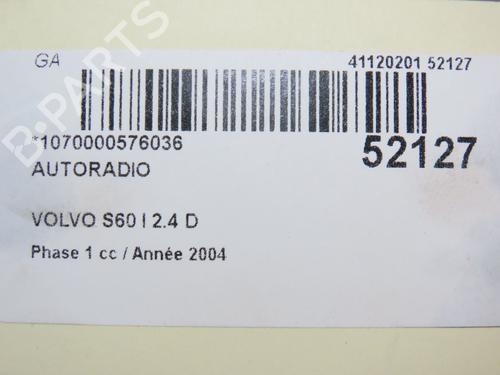 GA
41120201 52127
*1070000576036
52127
AUTORADIO
VOLVO S60 I 2.4 D
Phase 1 cc / Année 2004
B-PARTS